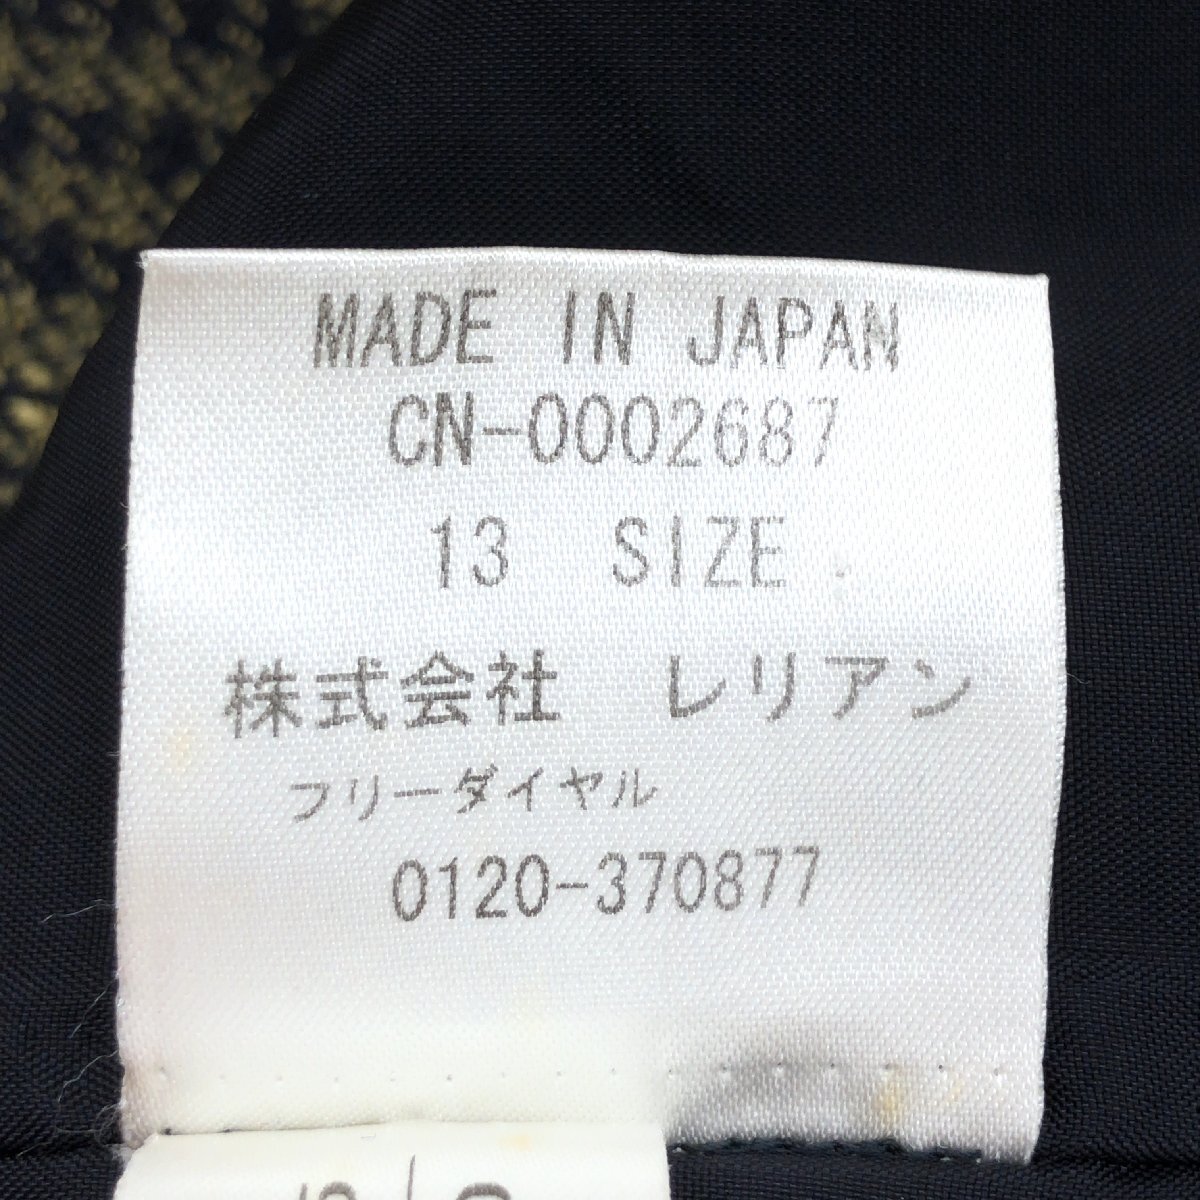 MADE IN JAPAN
CN-0002687
13 SIZE
株式会社 レリアン
フリーダイヤル
0120-370877